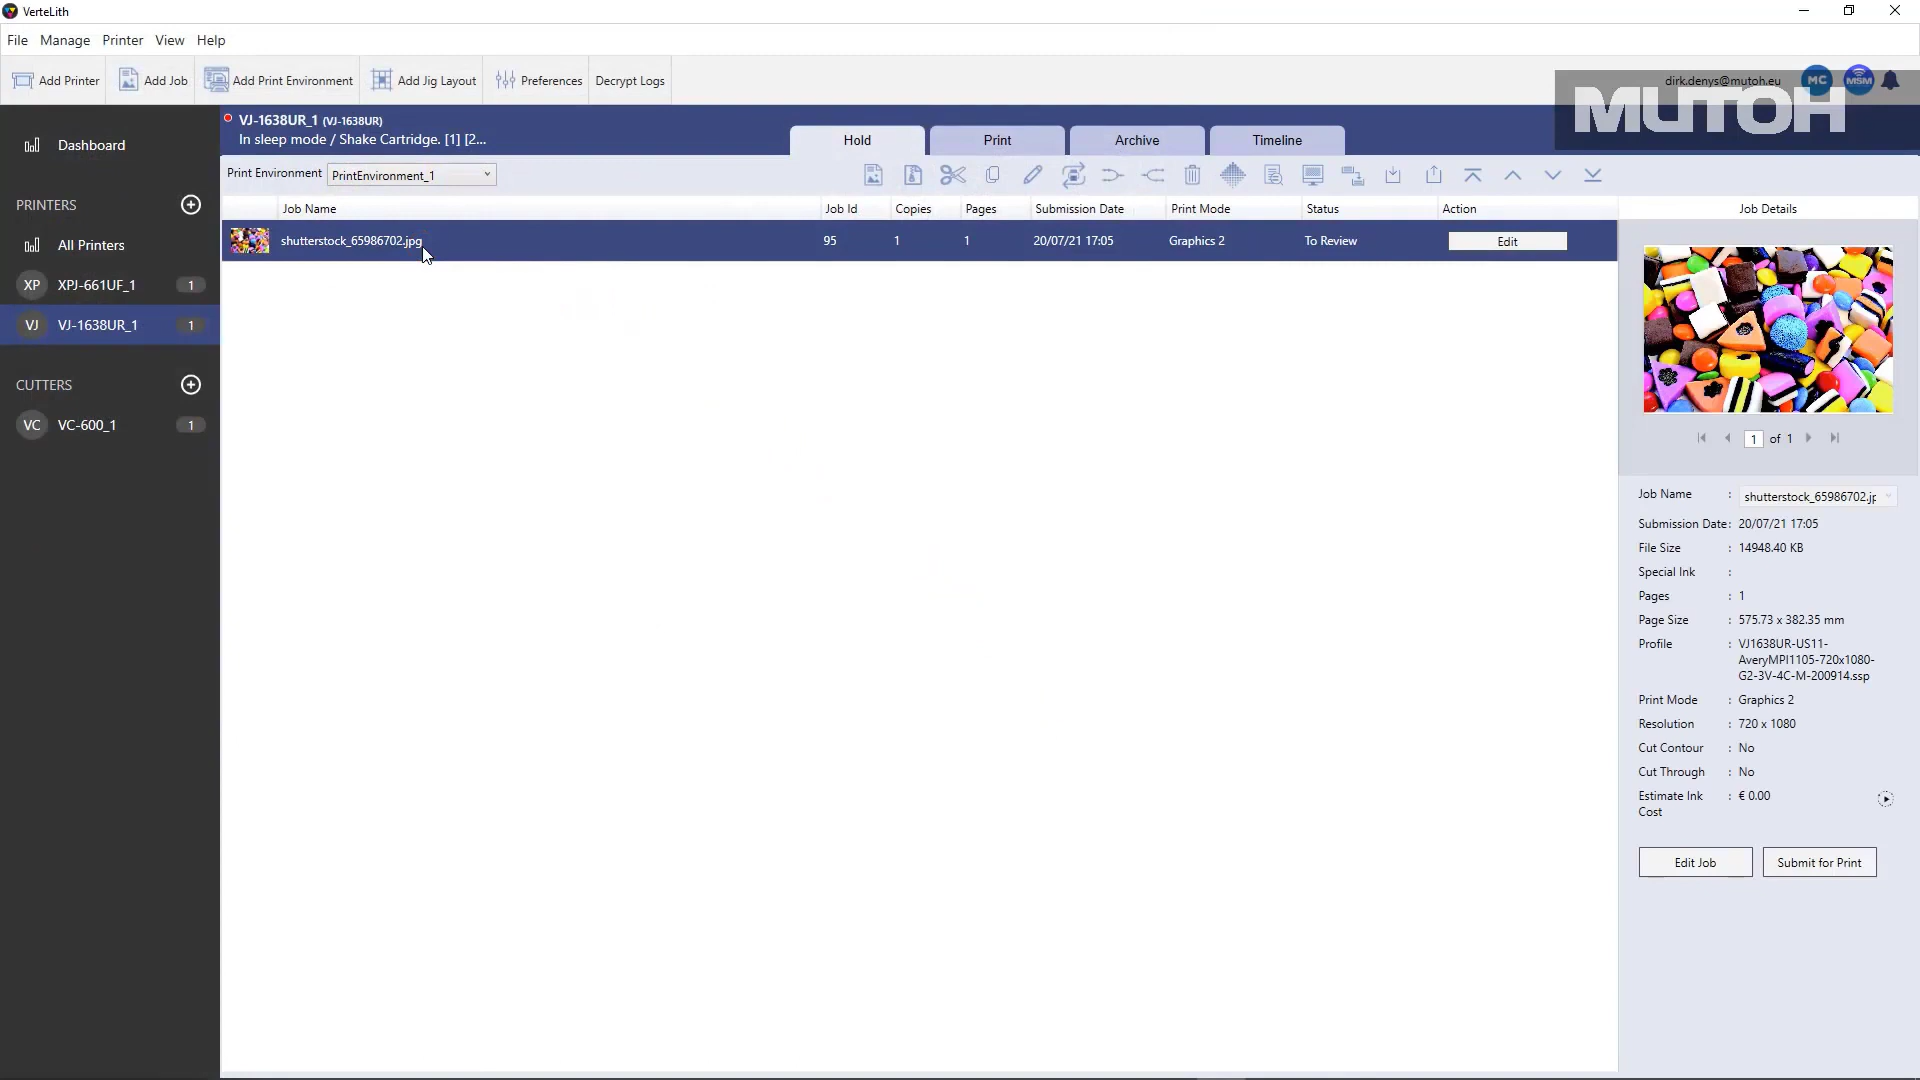 VerteLith
File Manage Printer View Help
Add Printer Add Job Add Print Environment Add Jig Layout Preferences Decrypt Logs
dirk.denys@mutoh.eu MC MSM
MUTOH
VJ-1638UR_1 (VJ-1638UR)
In sleep mode / Shake Cartridge. [1] [2...
Hold Print Archive Timeline
Dashboard
PRINTERS
All Printers
XP XPJ-661UF_1 1
VJ VJ-1638UR_1 1
CUTTERS
VC VC-600_1 1
Print Environment PrintEnvironment_1
Job Name Job Id Copies Pages Submission Date Print Mode Status Action
shutterstock_65986702.jpg 95 1 1 20/07/21 17:05 Graphics 2 To Review Edit
Job Details
1 of 1
Job Name : shutterstock_65986702.jp
Submission Date : 20/07/21 17:05
File Size : 14948.40 KB
Special Ink :
Pages : 1
Page Size : 575.73 x 382.35 mm
Profile : VJ1638UR-US11-
AveryMPI1105-720x1080-
G2-3V-4C-M-200914.ssp
Print Mode : Graphics 2
Resolution : 720 x 1080
Cut Contour : No
Cut Through : No
Estimate Ink : € 0.00
Cost
Edit Job Submit for Print